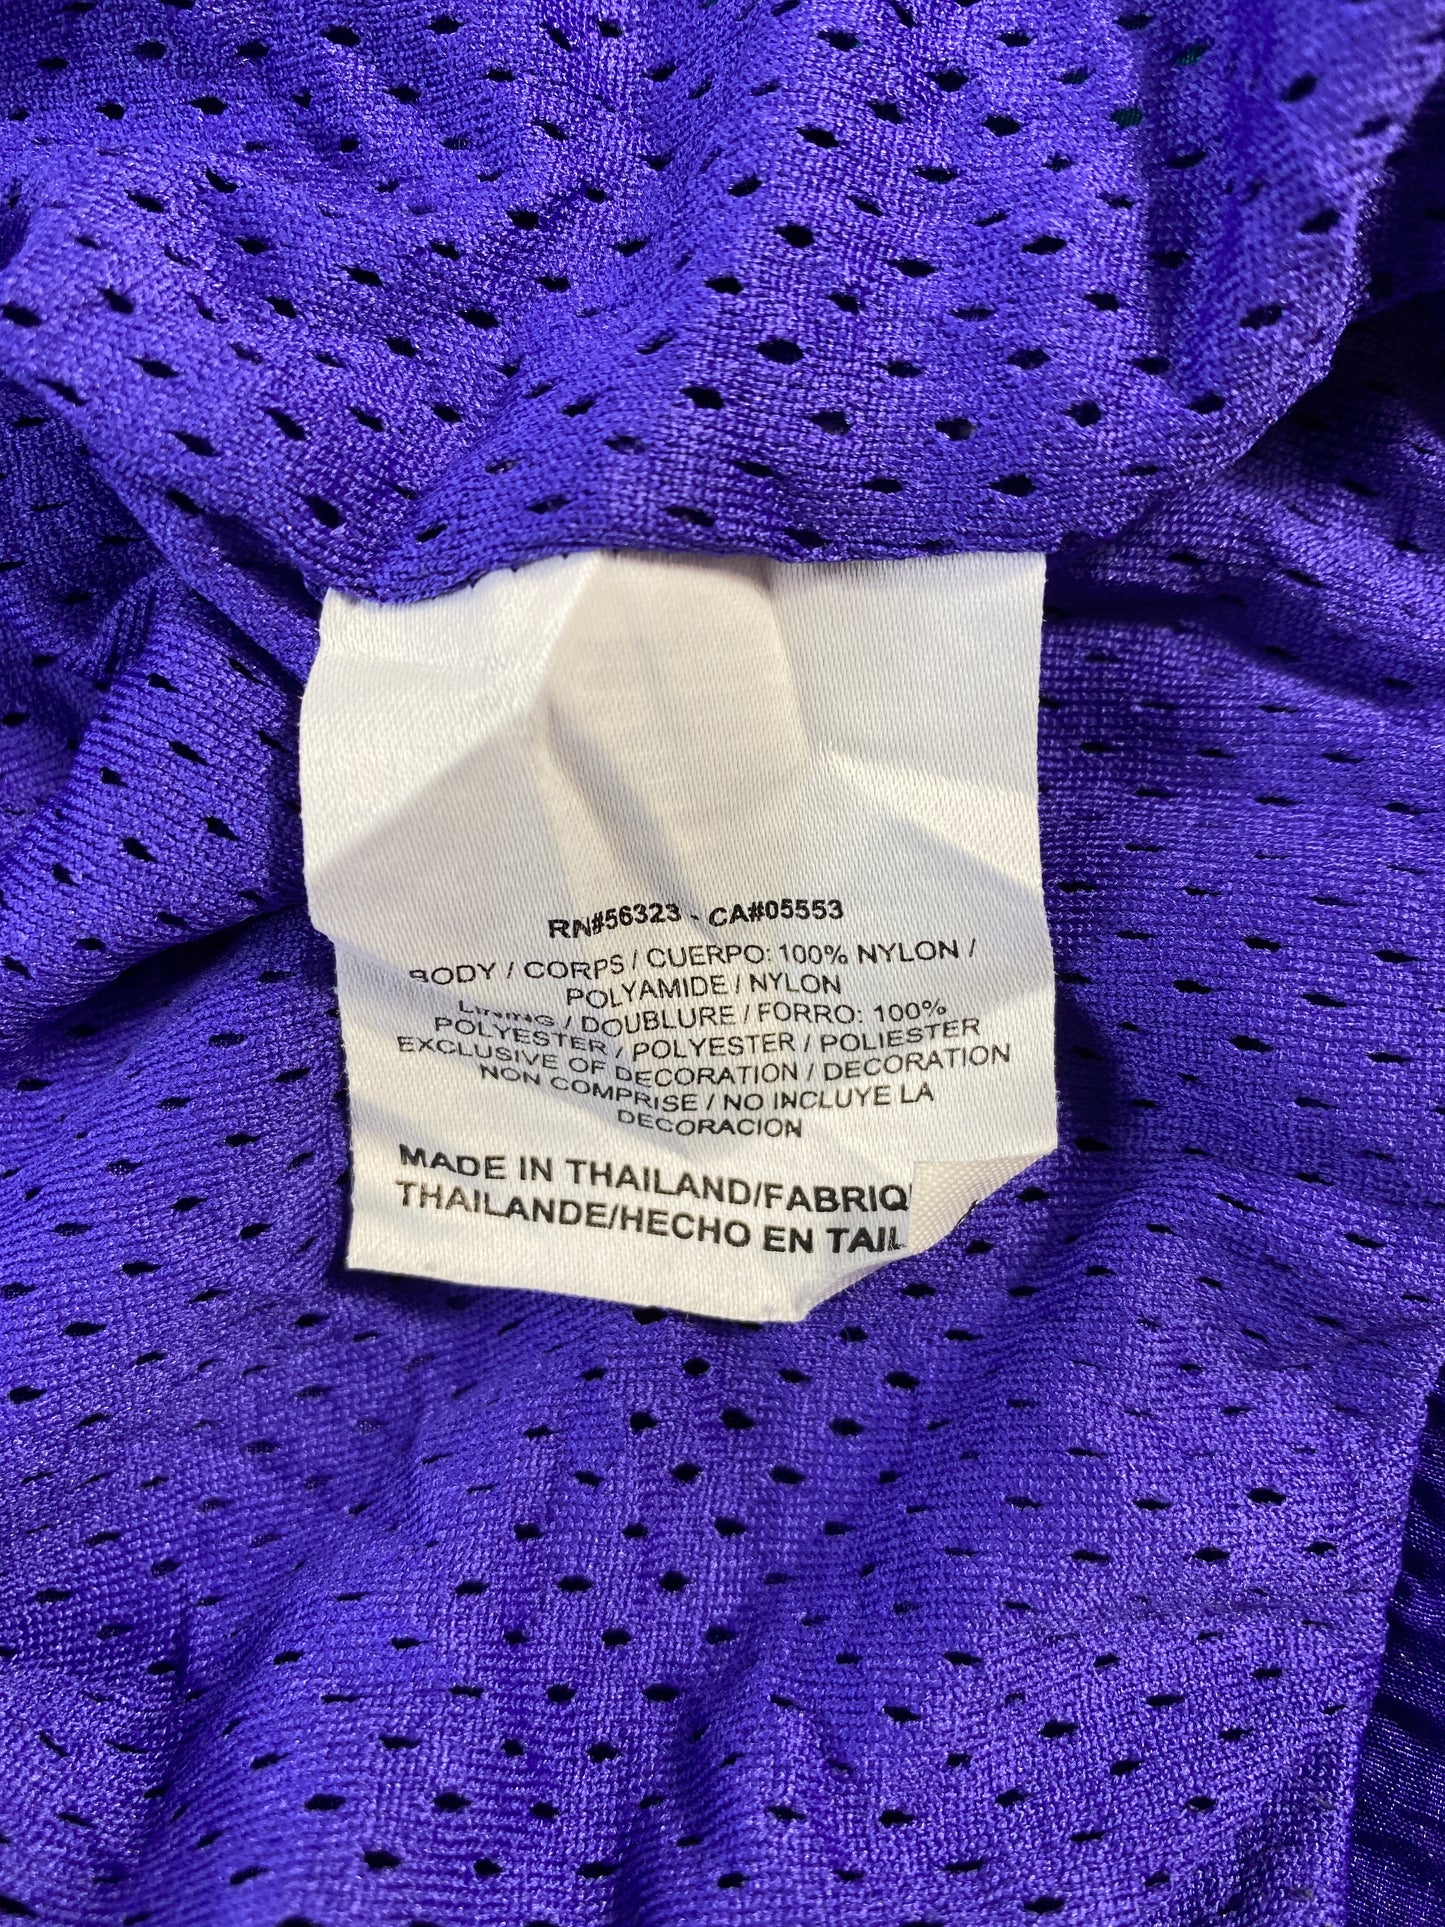 RN#56323 - CA#05553
BODY / CORPS / CUERPO: 100% NYLON /
POLYAMIDE / NYLON
LINING / DOUBLURE / FORRO: 100%
POLYESTER / POLYESTER / POLIESTER
EXCLUSIVE OF DECORATION / DECORATION
NON COMPRISE / NO INCLUYE LA
DECORACION
MADE IN THAILAND/FABRIQ
THAILANDE/HECHO EN TAIL